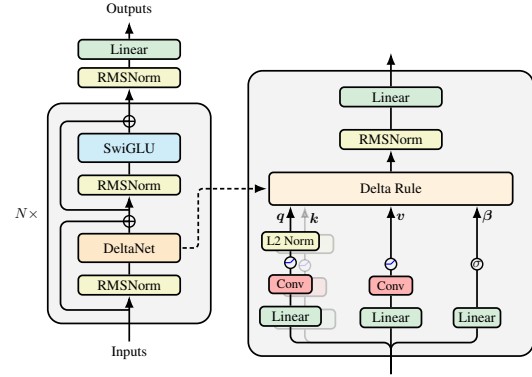 Outputs
Linear
RMSNorm
SwiGLU
RMSNorm
N×
DeltaNet
RMSNorm
Inputs
Linear
RMSNorm
Delta Rule
q k v β
L2 Norm
σ
Conv Conv
Linear Linear Linear